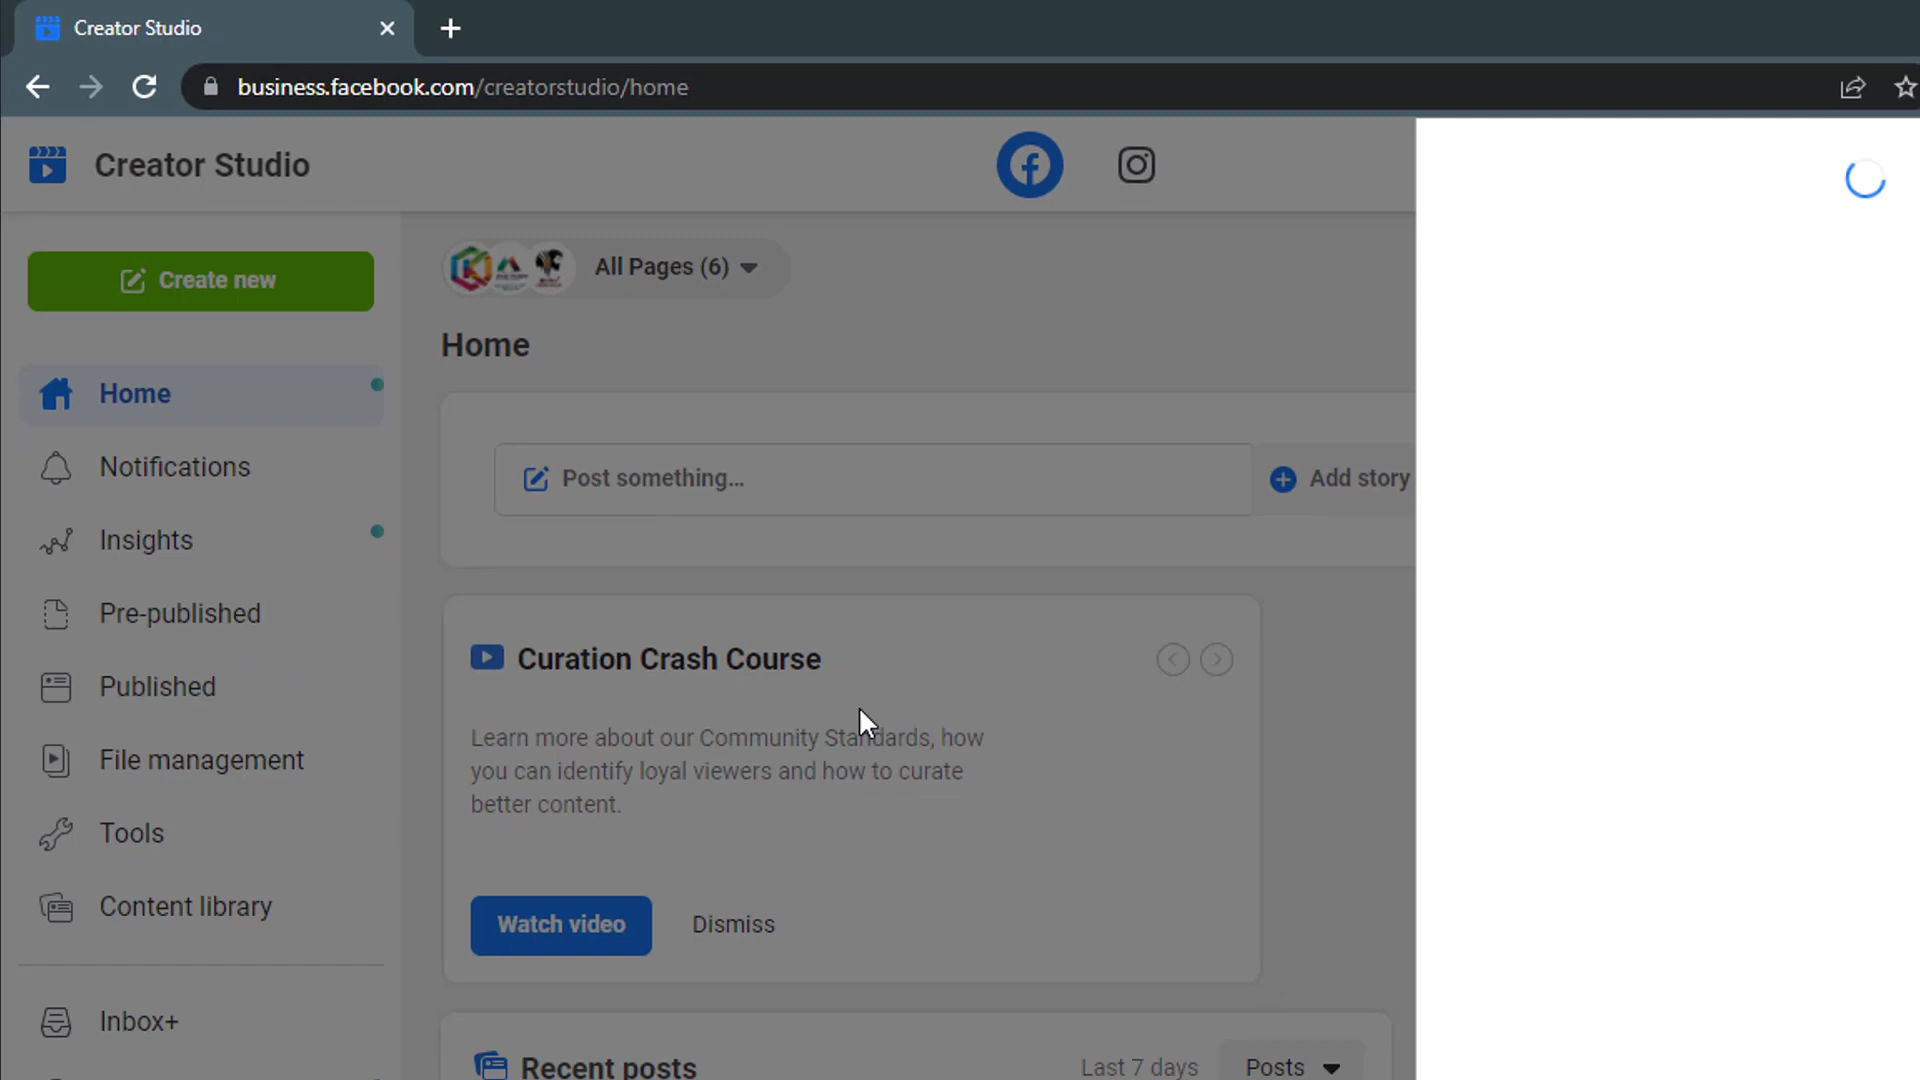 Creator Studio
business.facebook.com/creatorstudio/home
Creator Studio
Create new
All Pages (6)
Home
Home
Notifications
Post something...
Add story
Insights
Pre-published
Curation Crash Course
Published
Learn more about our Community Standards, how
you can identify loyal viewers and how to curate
better content.
File management
Tools
Content library
Watch video
Dismiss
Inbox+
Recent posts
Last 7 days
Posts